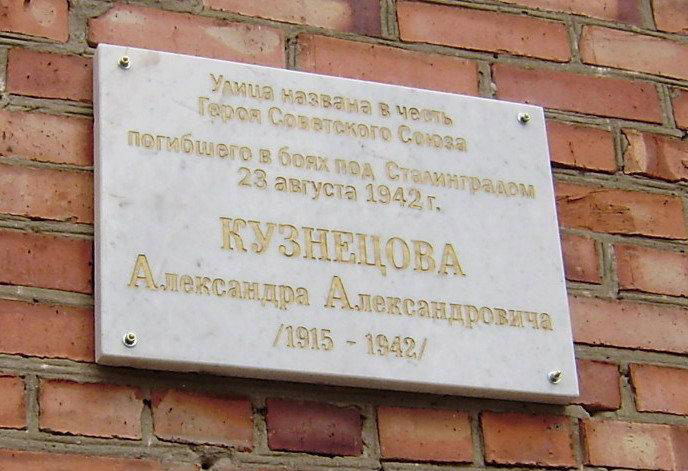 Улица названа в честь
Героя Советского Союза
погибшего в боях под Сталинградом
23 августа 1942 г.
КУЗНЕЦОВА
Александра Александровича
/1915 - 1942/